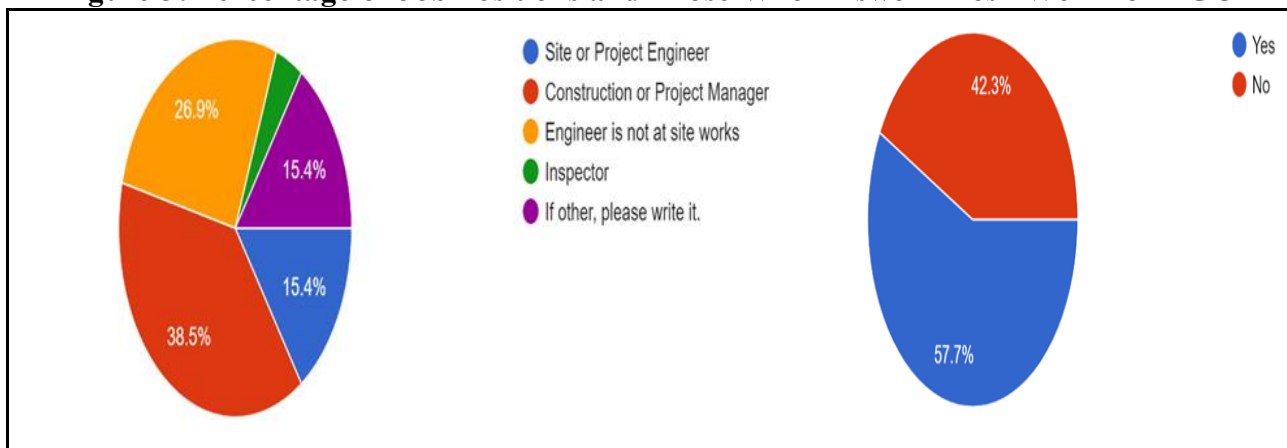 26.9%
15.4%
15.4%
38.5%
Site or Project Engineer
Construction or Project Manager
Engineer is not at site works
Inspector
If other, please write it.
42.3%
57.7%
Yes
No